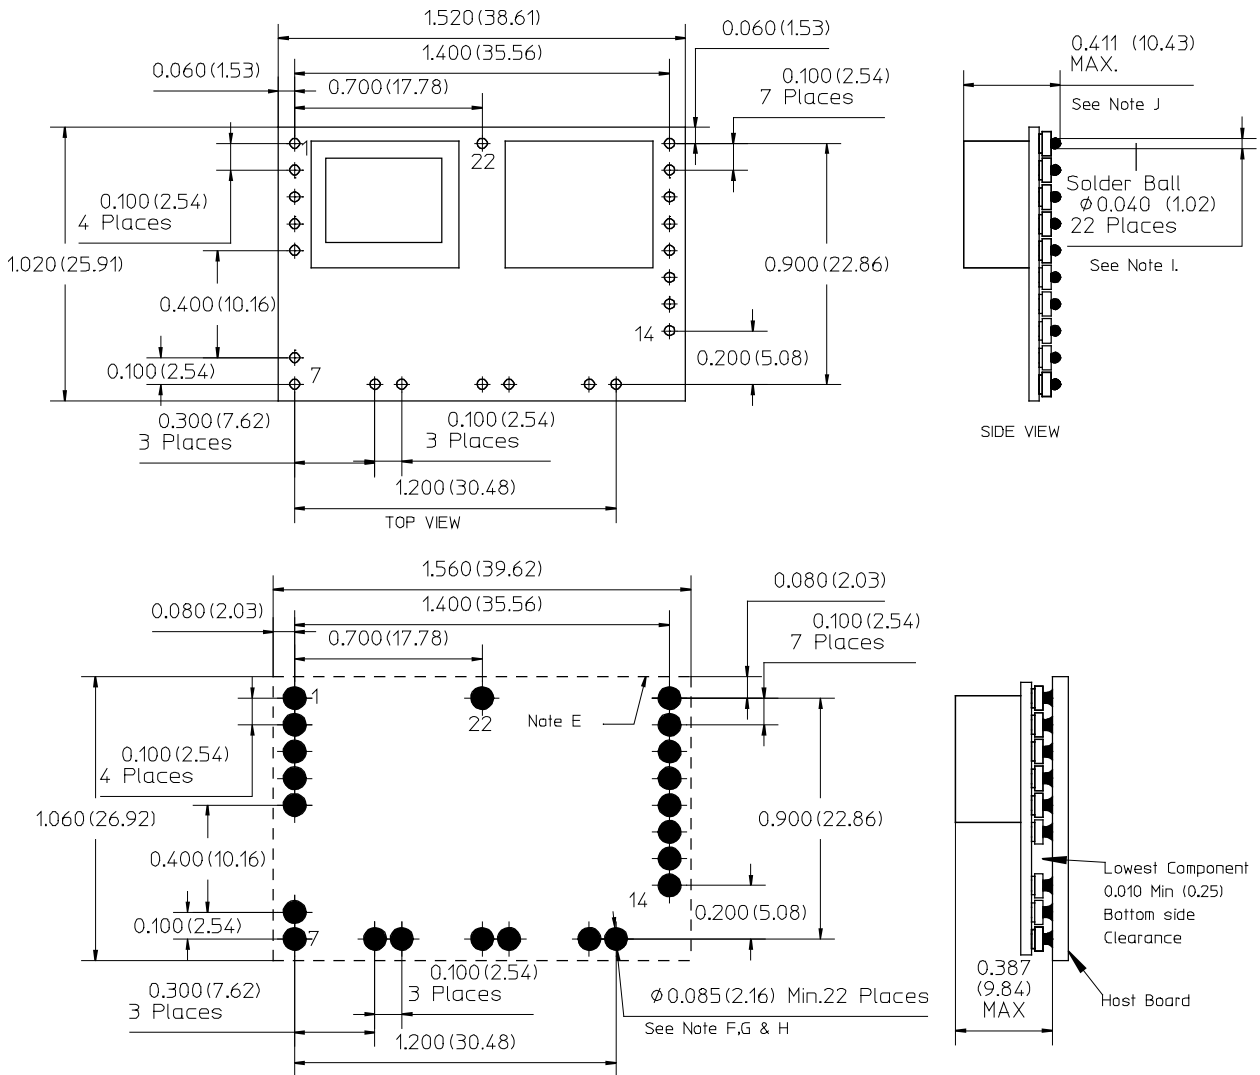 1.520(38.61)
0.060(1.53)
1.400(35.56)
0.060(1.53)
0.700(17.78)
0.100(2.54)
7 Places
0.411 (10.43)
MAX.
See Note J
1
22
0.100(2.54)
4 Places
Solder Ball
Ø0.040 (1.02)
22 Places
See Note I.
1.020(25.91)
0.900(22.86)
0.400(10.16)
14
0.100(2.54)
7
0.200(5.08)
0.300(7.62)
3 Places
0.100(2.54)
3 Places
SIDE VIEW
1.200(30.48)
TOP VIEW
1.560(39.62)
0.080(2.03)
0.080(2.03)
1.400(35.56)
0.100(2.54)
7 Places
0.700(17.78)
1
22
Note E
0.100(2.54)
4 Places
1.060(26.92)
0.900(22.86)
0.400(10.16)
Lowest Component
0.010 Min (0.25)
Bottom side
Clearance
14
0.100(2.54)
7
0.200(5.08)
0.300(7.62)
3 Places
0.100(2.54)
3 Places
Ø0.085(2.16) Min.22 Places
See Note F,G & H
0.387
(9.84)
MAX
Host Board
1.200(30.48)